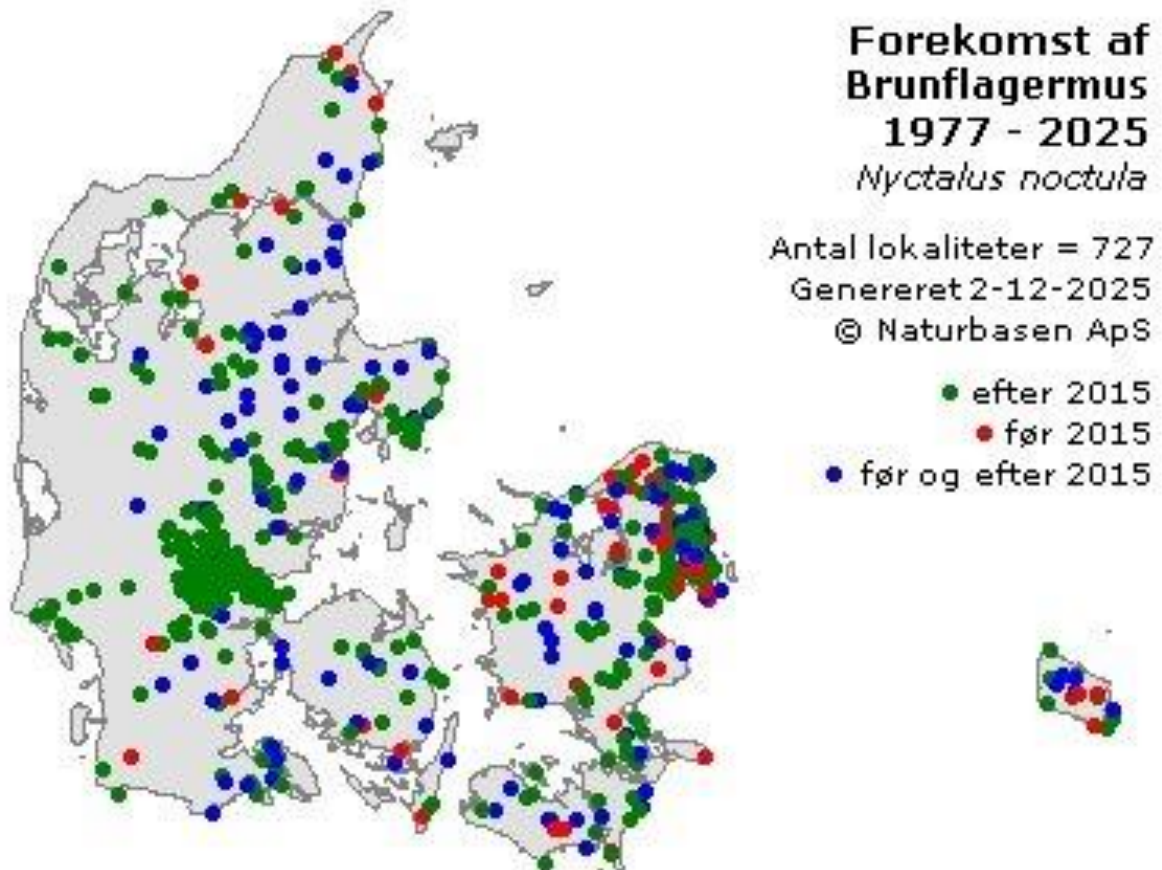 Forekomst af
Brunflagermus
1977 - 2025
Nyctalus noctula
Antal lokaliteter = 727
Genereret 2-12-2025
© Naturbasen ApS
efter 2015
før 2015
før og efter 2015